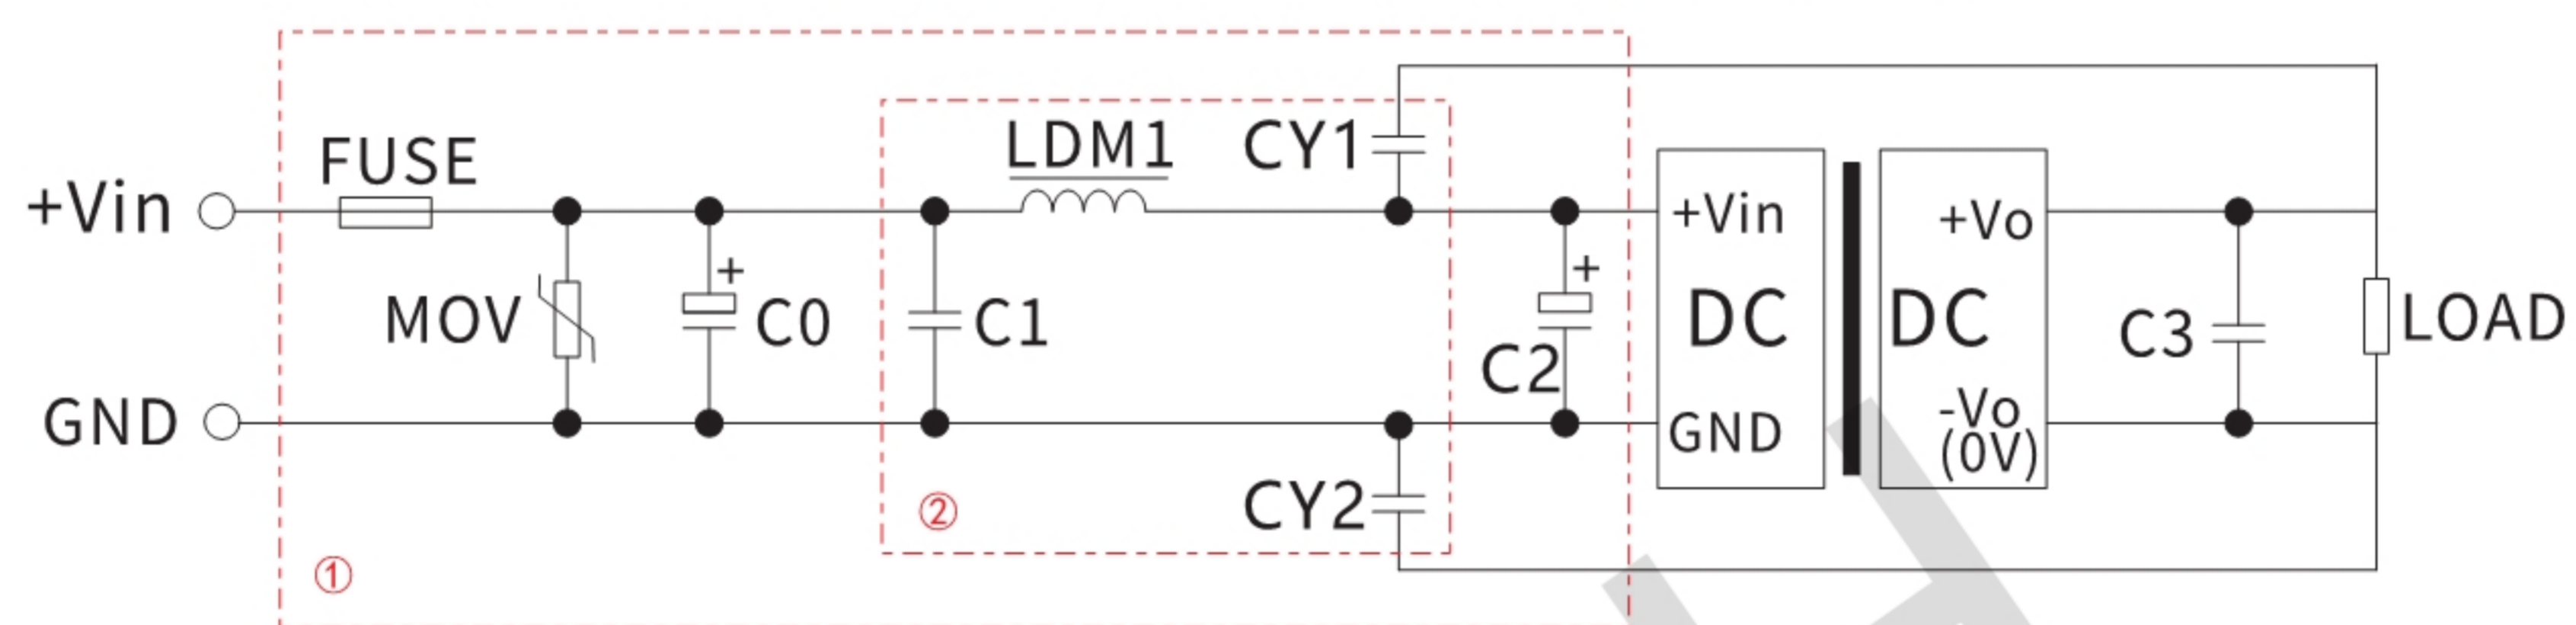 FUSE
LDM1
CY1
+Vin
+Vin
+Vo
+
+
MOV
C0
C1
C2
DC
DC
C3
LOAD
GND
GND
-Vo
(0V)
CY2
②
①